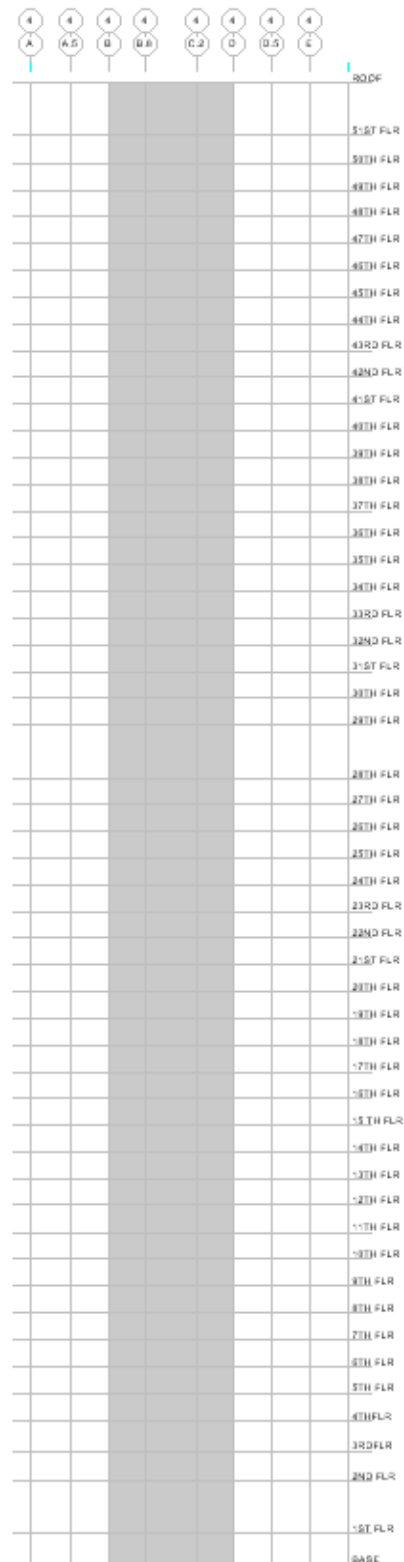 4 4 4 4 4 4 4 4
A A.5 B B.8 C.2 D D.5 E
ROOF
51ST FLR
50TH FLR
49TH FLR
48TH FLR
47TH FLR
46TH FLR
45TH FLR
44TH FLR
43RD FLR
42ND FLR
41ST FLR
40TH FLR
39TH FLR
38TH FLR
37TH FLR
36TH FLR
35TH FLR
34TH FLR
33RD FLR
32ND FLR
31ST FLR
30TH FLR
29TH FLR
28TH FLR
27TH FLR
26TH FLR
25TH FLR
24TH FLR
23RD FLR
22ND FLR
21ST FLR
20TH FLR
19TH FLR
18TH FLR
17TH FLR
16TH FLR
15 TH FLR
14TH FLR
13TH FLR
12TH FLR
11TH FLR
10TH FLR
9TH FLR
8TH FLR
7TH FLR
6TH FLR
5TH FLR
4THFLR
3RDFLR
2ND FLR
1ST FLR
BASE